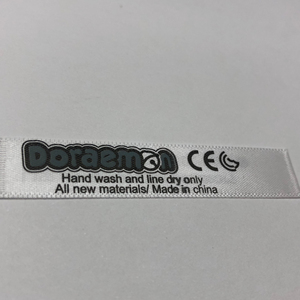 Doraemon CE
Hand wash and line dry only
All new materials/ Made in china